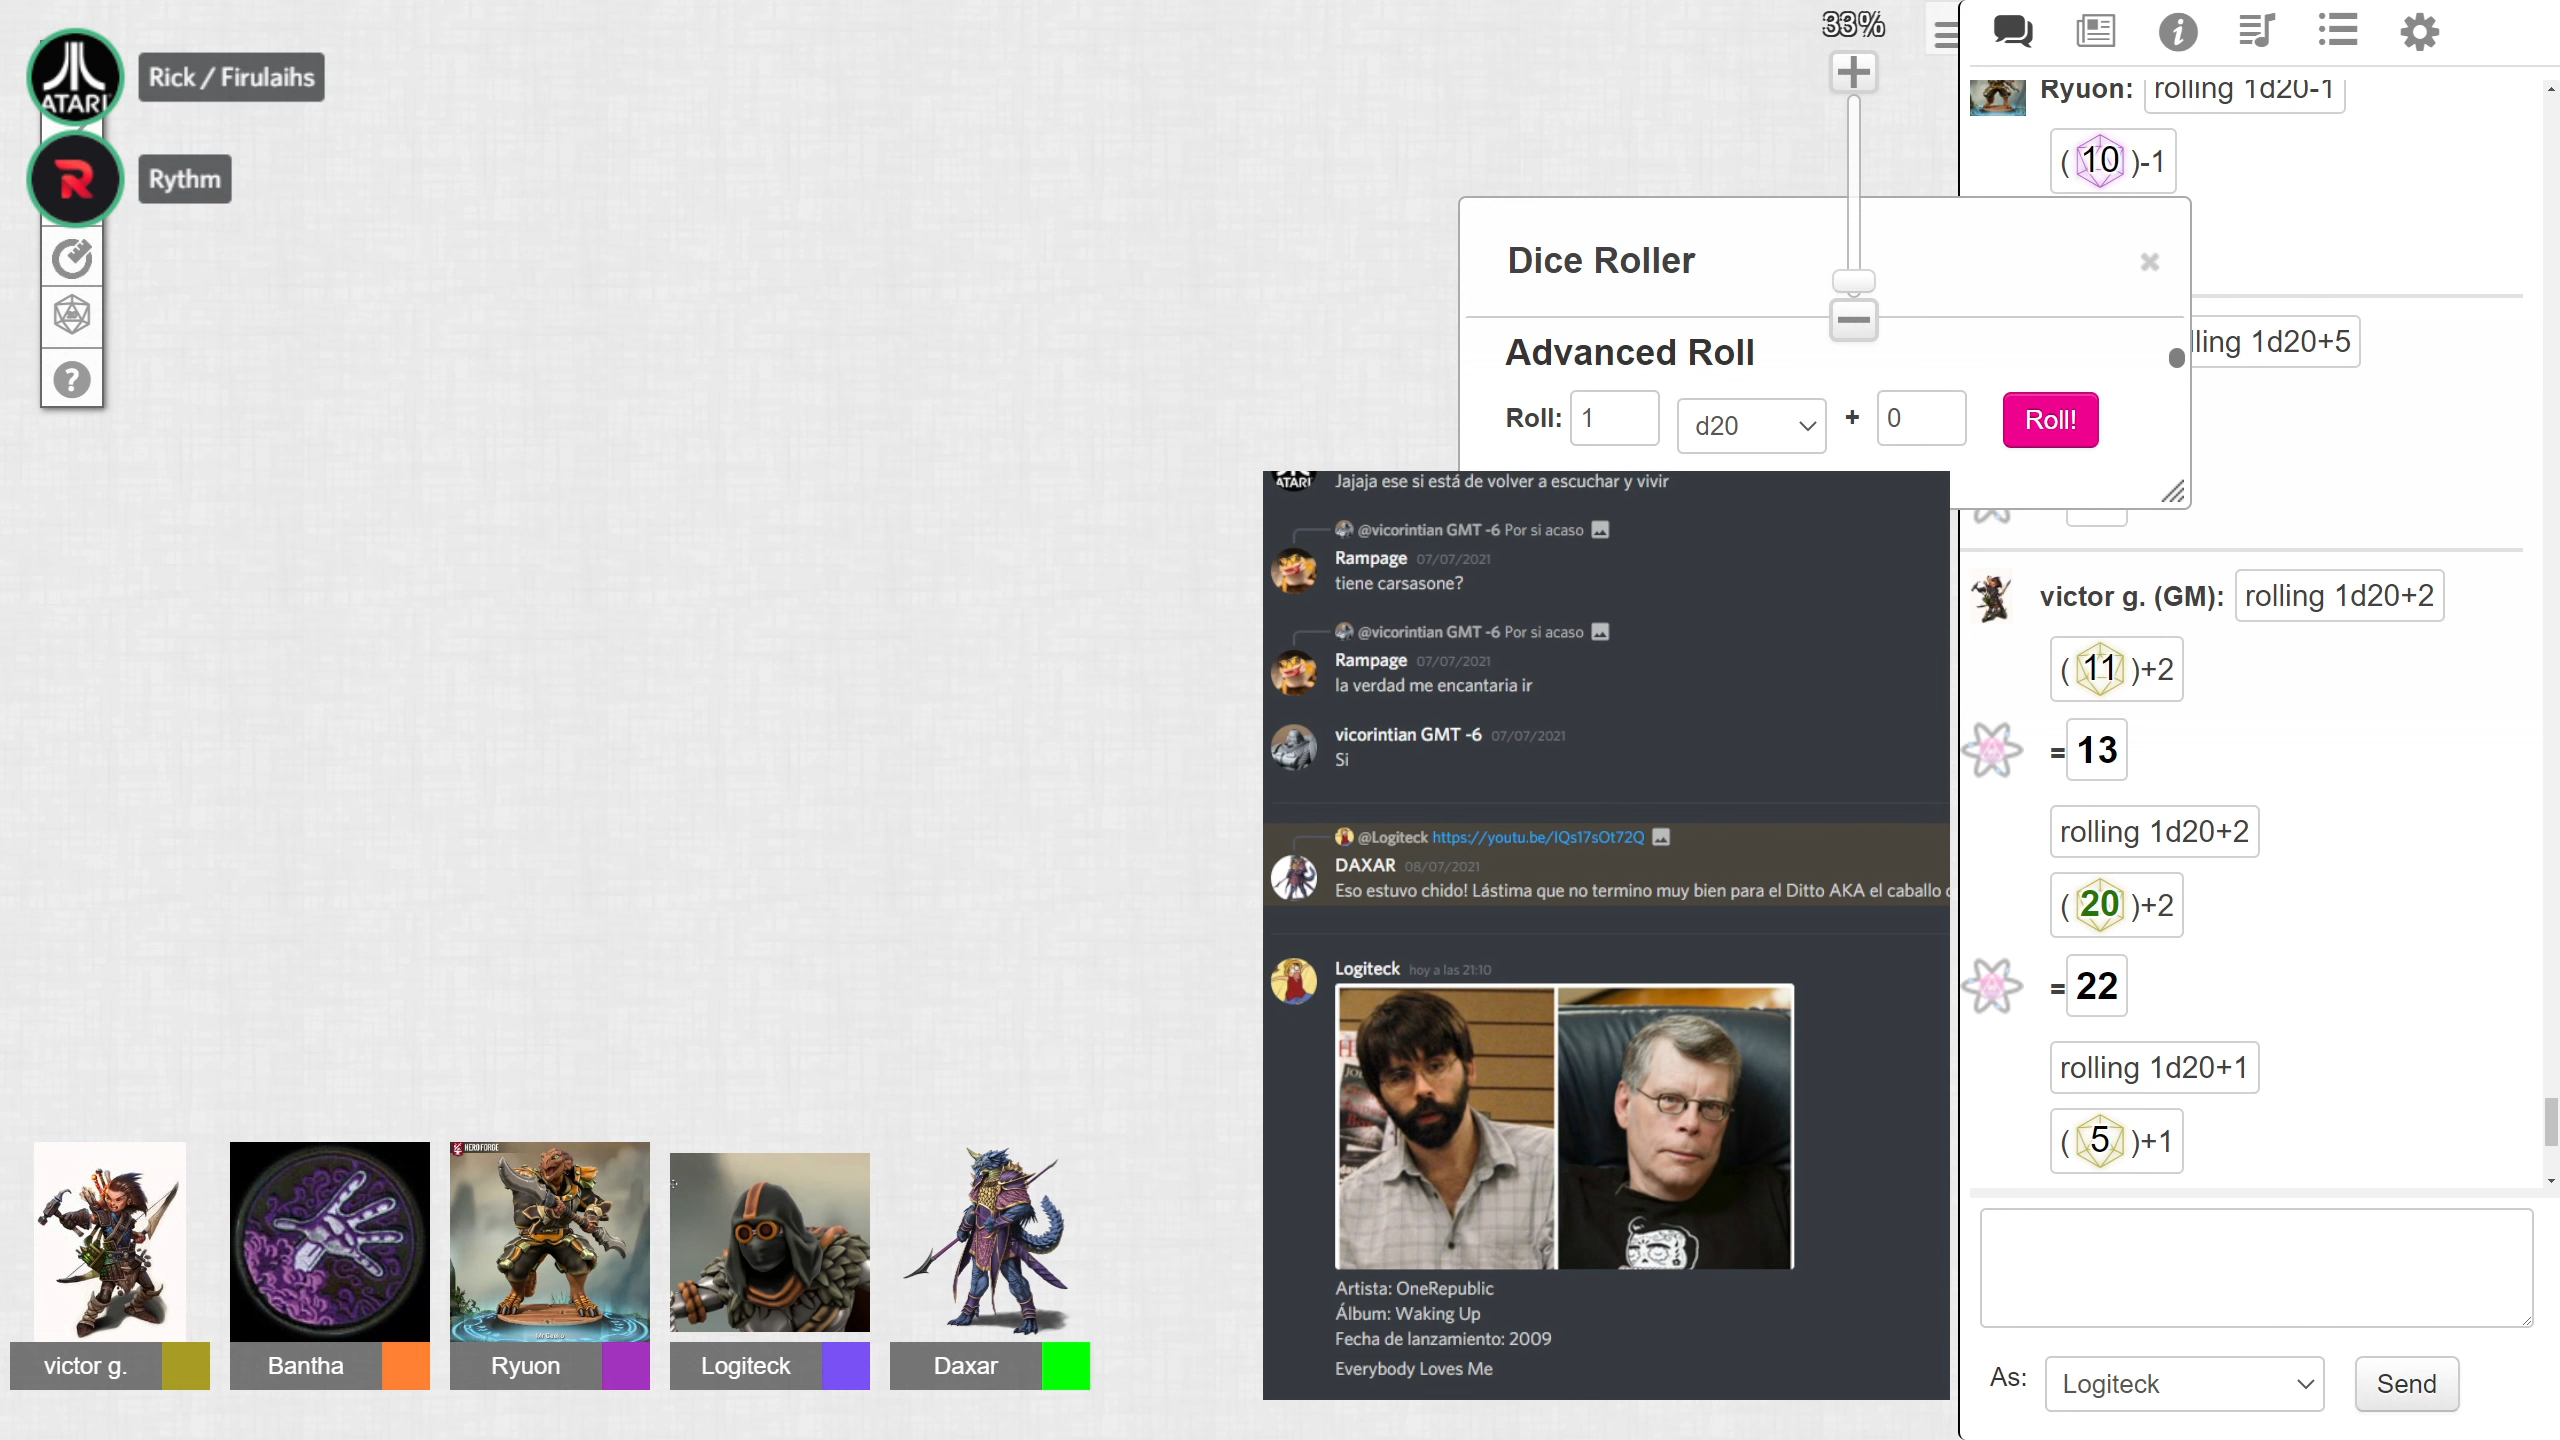 33%
ATARI
Rick / Firulaihs
Rythm
Ryuon: rolling 1d20-1
(10)-1
Dice Roller
Advanced Roll
Roll: 1 d20 + 0 Roll!
lling 1d20+5
ATARI
Jajaja ese si está de volver a escuchar y vivir
@vicorintian GMT -6 Por si acaso
Rampage 07/07/2021
tiene carsasone?
@vicorintian GMT -6 Por si acaso
Rampage 07/07/2021
la verdad me encantaria ir
vicorintian GMT -6 07/07/2021
Si
@Logiteck https://youtu.be/IQs17sOt72Q
DAXAR 08/07/2021
Eso estuvo chido! Lástima que no termino muy bien para el Ditto AKA el caballo
Logiteck hoy a las 21:10
Artista: OneRepublic
Álbum: Waking Up
Fecha de lanzamiento: 2009
Everybody Loves Me
victor g. (GM): rolling 1d20+2
(11)+2
=13
rolling 1d20+2
(20)+2
=22
rolling 1d20+1
(5)+1
HEROFORGE
victor g.
Bantha
Ryuon
Logiteck
Daxar
As: Logiteck Send